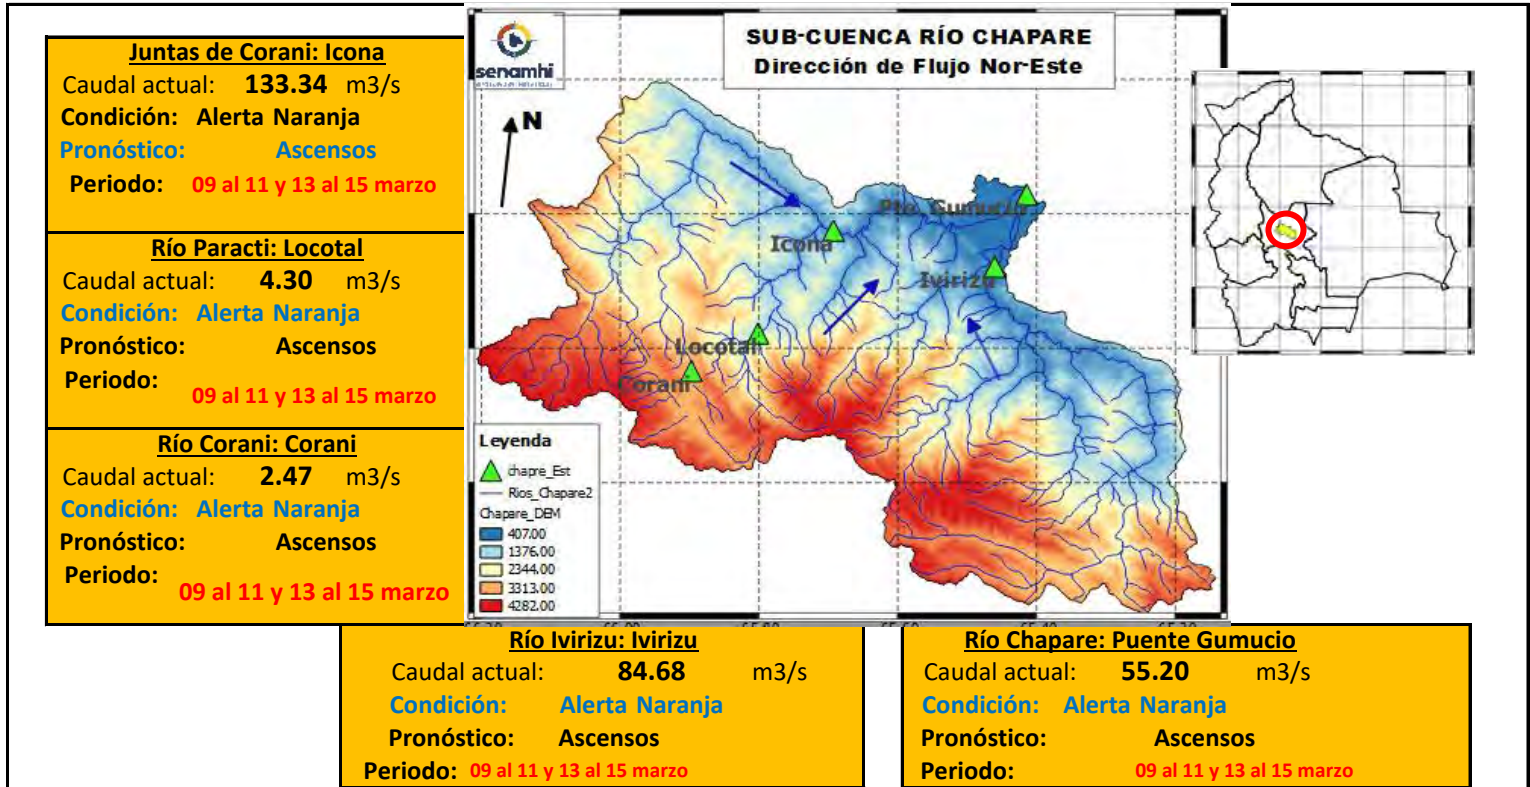 Juntas de Corani: Icona
Caudal actual: 133.34 m3/s
Condición: Alerta Naranja
Pronóstico: Ascensos
Periodo: 09 al 11 y 13 al 15 marzo
Río Paracti: Locotal
Caudal actual: 4.30 m3/s
Condición: Alerta Naranja
Pronóstico: Ascensos
Periodo:
09 al 11 y 13 al 15 marzo
Río Corani: Corani
Caudal actual: 2.47 m3/s
Condición: Alerta Naranja
Pronóstico: Ascensos
Periodo:
09 al 11 y 13 al 15 marzo
senamhi
SUB-CUENCA RÍO CHAPARE
Dirección de Flujo Nor-Este
N
Pte. Gumucio
Icona
Ivirizu
Locotal
Corani
Leyenda
chapre_Est
Rios_Chapare2
Chapare_DEM
407.00
1376.00
2344.00
3313.00
4282.00
Río Ivirizu: Ivirizu
Caudal actual: 84.68 m3/s
Condición: Alerta Naranja
Pronóstico: Ascensos
Periodo: 09 al 11 y 13 al 15 marzo
Río Chapare: Puente Gumucio
Caudal actual: 55.20 m3/s
Condición: Alerta Naranja
Pronóstico: Ascensos
Periodo: 09 al 11 y 13 al 15 marzo